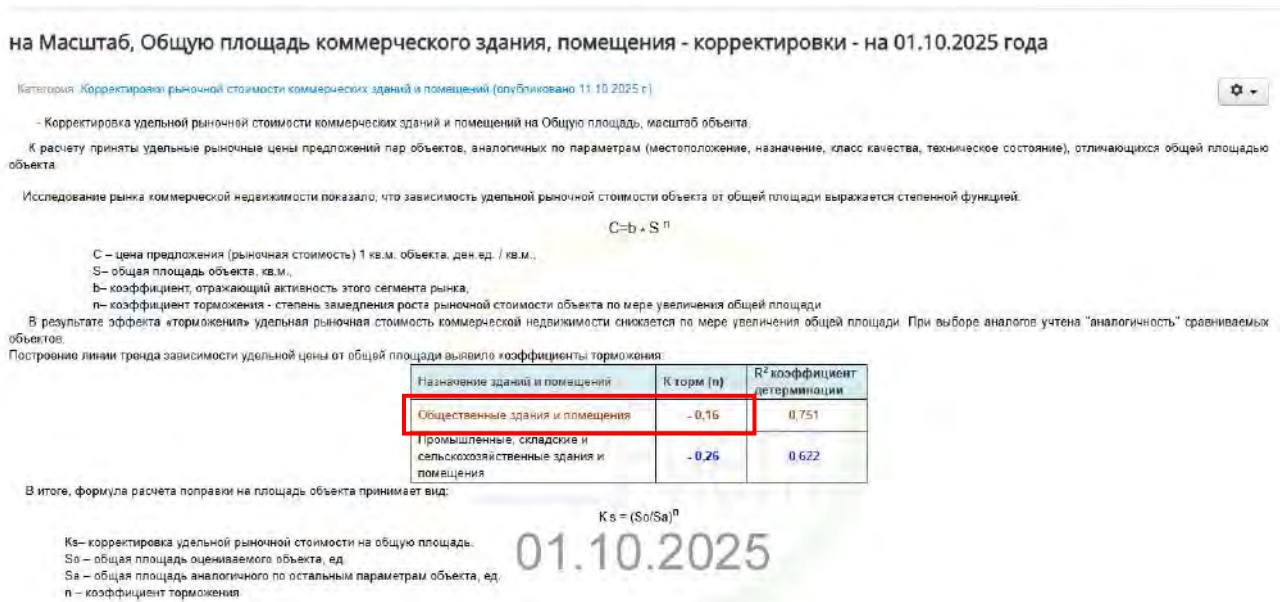 на Масштаб, Общую площадь коммерческого здания, помещения - корректировки - на 01.10.2025 года
Категория: Корректировки рыночной стоимости коммерческих зданий и помещений (опубликовано 11.10.2025 г.)
- Корректировка удельной рыночной стоимости коммерческих зданий и помещений на Общую площадь, масштаб объекта.
К расчету приняты удельные рыночные цены предложений пар объектов, аналогичных по параметрам (местоположение, назначение, класс качества, техническое состояние), отличающихся общей площадью
объекта.
Исследование рынка коммерческой недвижимости показало, что зависимость удельной рыночной стоимости объекта от общей площади выражается степенной функцией:
C=b * S ⁿ
С – цена предложения (рыночная стоимость) 1 кв.м. объекта, ден.ед. / кв.м.,
S– общая площадь объекта, кв.м.,
b– коэффициент, отражающий активность этого сегмента рынка,
n– коэффициент торможения - степень замедления роста рыночной стоимости объекта по мере увеличения общей площади
В результате эффекта «торможения» удельная рыночная стоимость коммерческой недвижимости снижается по мере увеличения общей площади. При выборе аналогов учтена "аналогичность" сравниваемых
объектов.
Построение линии тренда зависимости удельной цены от общей площади выявило коэффициенты торможения:
Назначение зданий и помещений К торм (n) R² коэффициент
детерминации
Общественные здания и помещения - 0,16 0,751
Промышленные, складские и
сельскохозяйственные здания и
помещения - 0,26 0,622
В итоге, формула расчета поправки на площадь объекта принимает вид:
Ks = (So/Sa)ⁿ
Ks– корректировка удельной рыночной стоимости на общую площадь.
So – общая площадь оцениваемого объекта, ед.
Sa – общая площадь аналогичного по остальным параметрам объекта, ед.
n – коэффициент торможения
01.10.2025